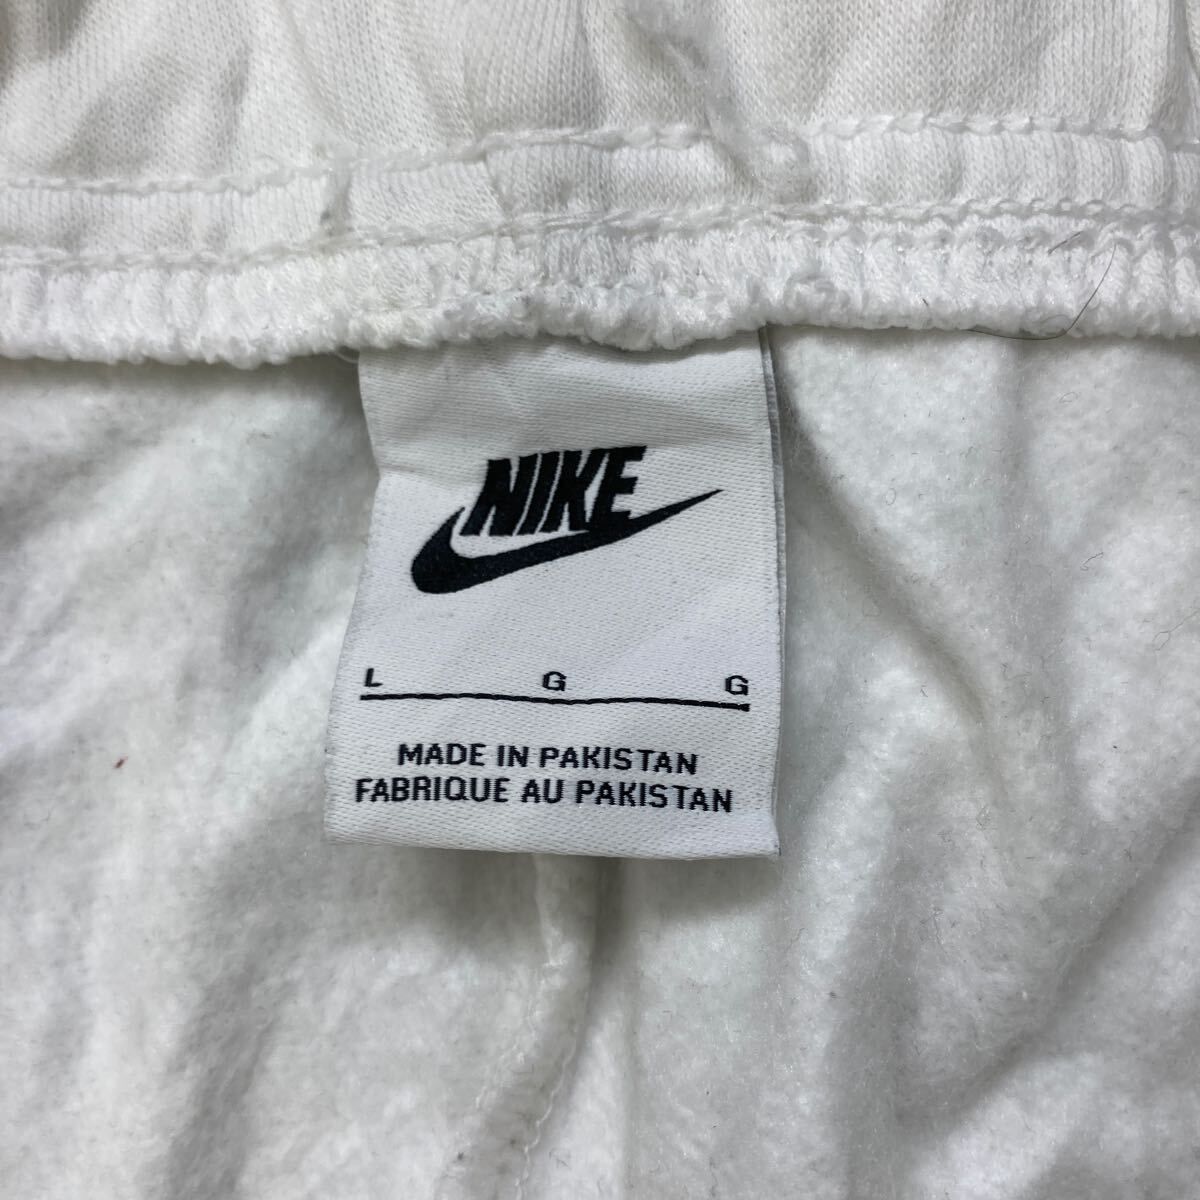 NIKE
L G G
MADE IN PAKISTAN
FABRIQUE AU PAKISTAN